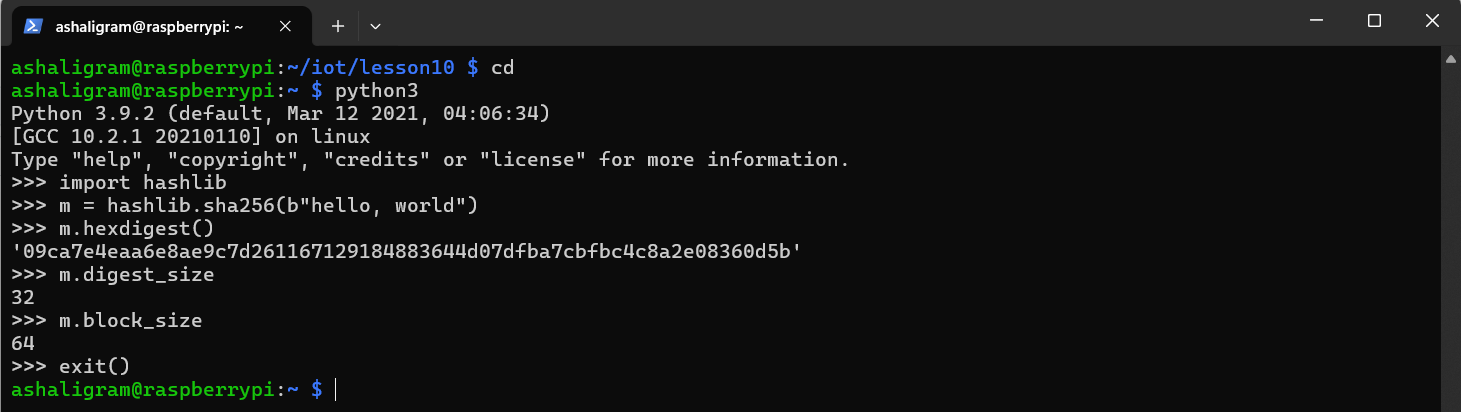 ashaligram@raspberrypi: ~
ashaligram@raspberrypi:~/iot/lesson10 $ cd
ashaligram@raspberrypi:~ $ python3
Python 3.9.2 (default, Mar 12 2021, 04:06:34)
[GCC 10.2.1 20210110] on linux
Type "help", "copyright", "credits" or "license" for more information.
>>> import hashlib
>>> m = hashlib.sha256(b"hello, world")
>>> m.hexdigest()
'09ca7e4eaa6e8ae9c7d261167129184883644d07dfba7cbfbc4c8a2e08360d5b'
>>> m.digest_size
32
>>> m.block_size
64
>>> exit()
ashaligram@raspberrypi:~ $